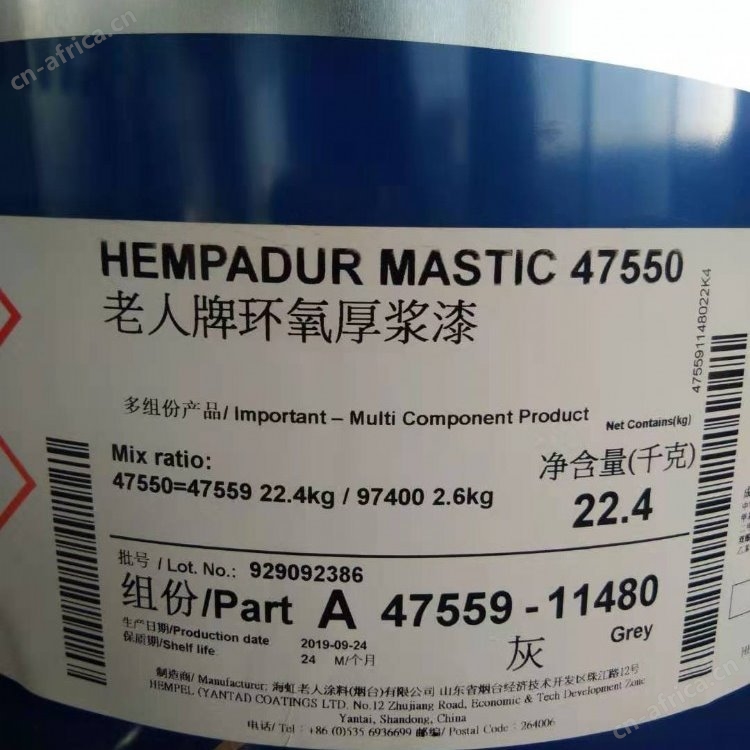 cn-africa.cn
HEMPADUR MASTIC 47550
老人牌环氧厚浆漆
多组份产品/ Important – Multi Component Product
Net Contains(kg)
Mix ratio:
47550=47559 22.4kg / 97400 2.6kg
净含量(千克)
22.4
批号 / Lot. No.: 929092386
组份/Part A 47559 - 11480
生产日期/Production date 2019-09-24
保质期/Shelf life 24 M/个月
灰 Grey
制造商/ Manufacturer: 海虹老人涂料(烟台)有限公司 山东省烟台经济技术开发区珠江路12号
HEMPEL (YANTAI) COATINGS LTD. No.12 Zhujiang Road, Economic & Tech Development Zone
Yantai, Shandong, China
电话/ Tel : +86 (0)535 6936699 邮编/ Postal Code : 264006
475591148022K4
cn-africa.cn